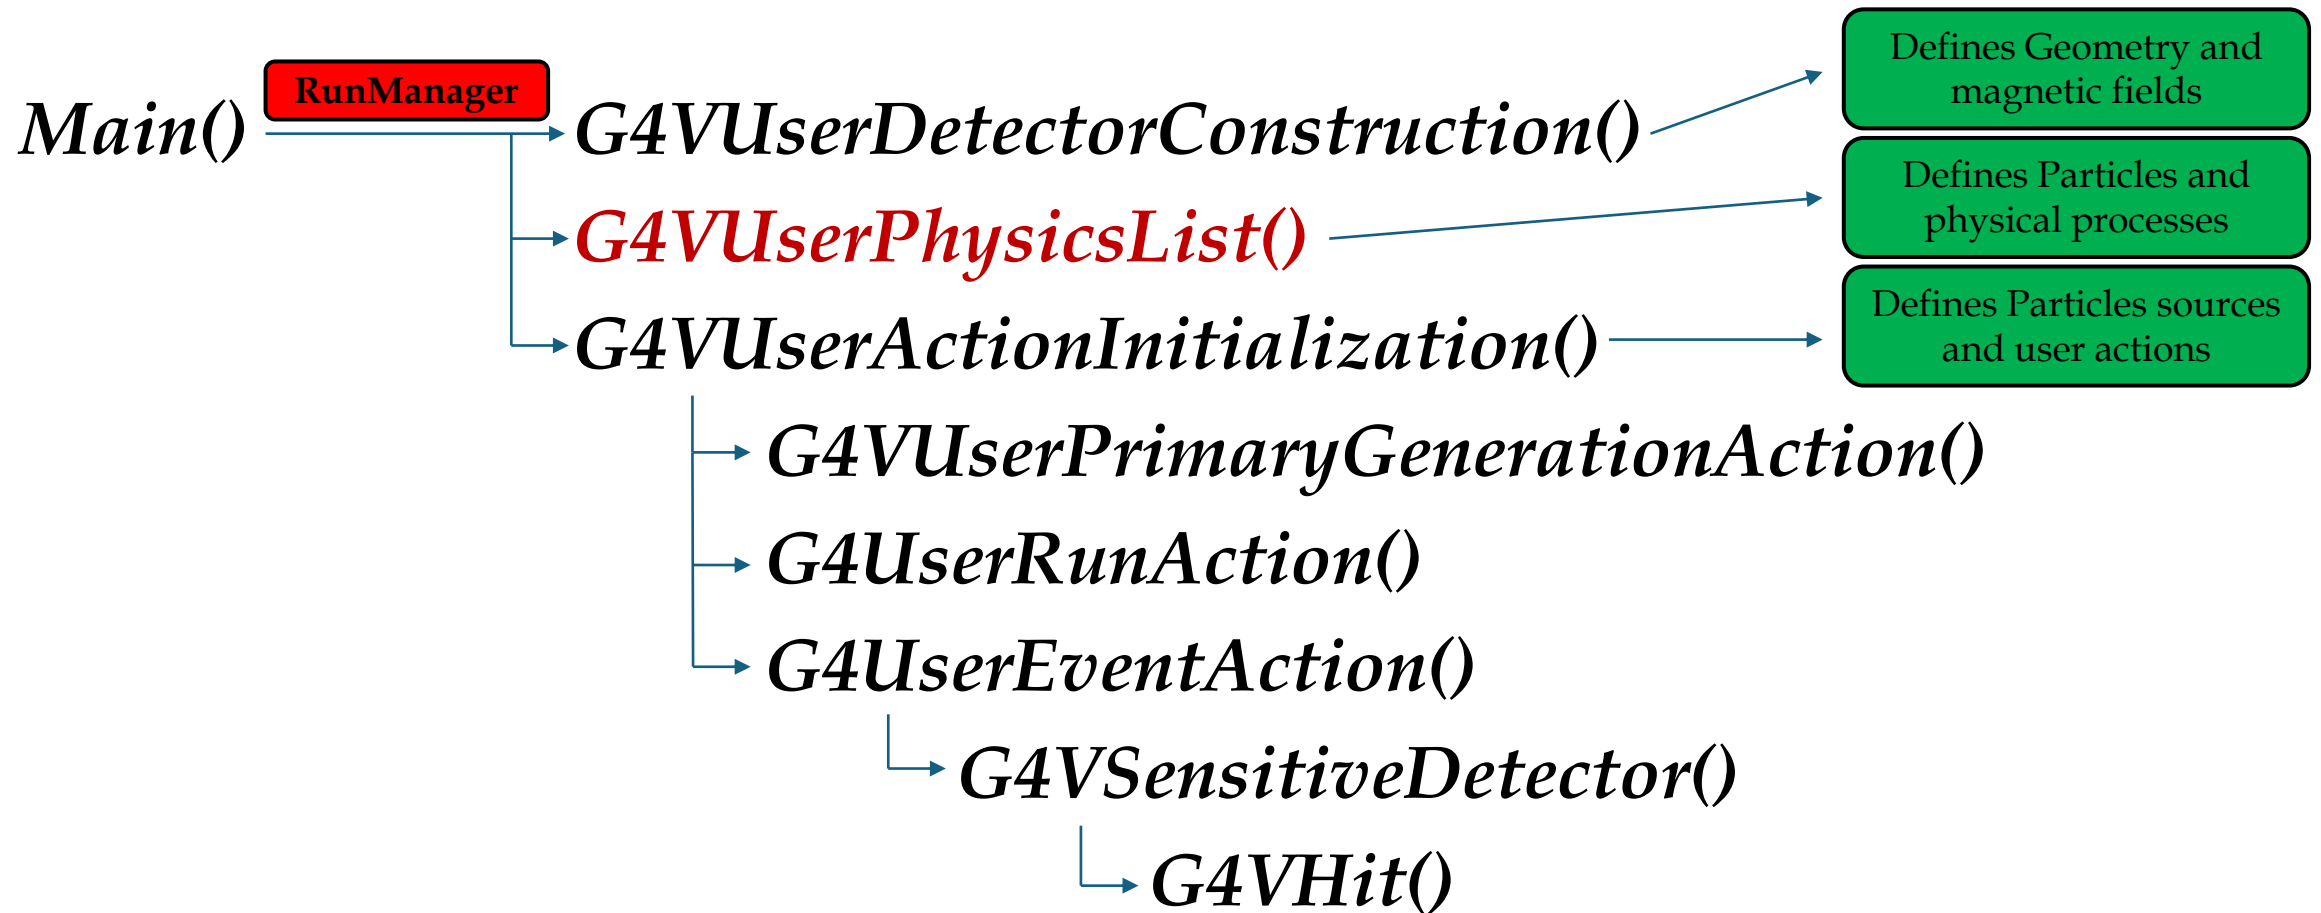 Main()
RunManager
G4VUserDetectorConstruction()
Defines Geometry and
magnetic fields
G4VUserPhysicsList()
Defines Particles and
physical processes
G4VUserActionInitialization()
Defines Particles sources
and user actions
G4VUserPrimaryGenerationAction()
G4UserRunAction()
G4UserEventAction()
G4VSensitiveDetector()
G4VHit()